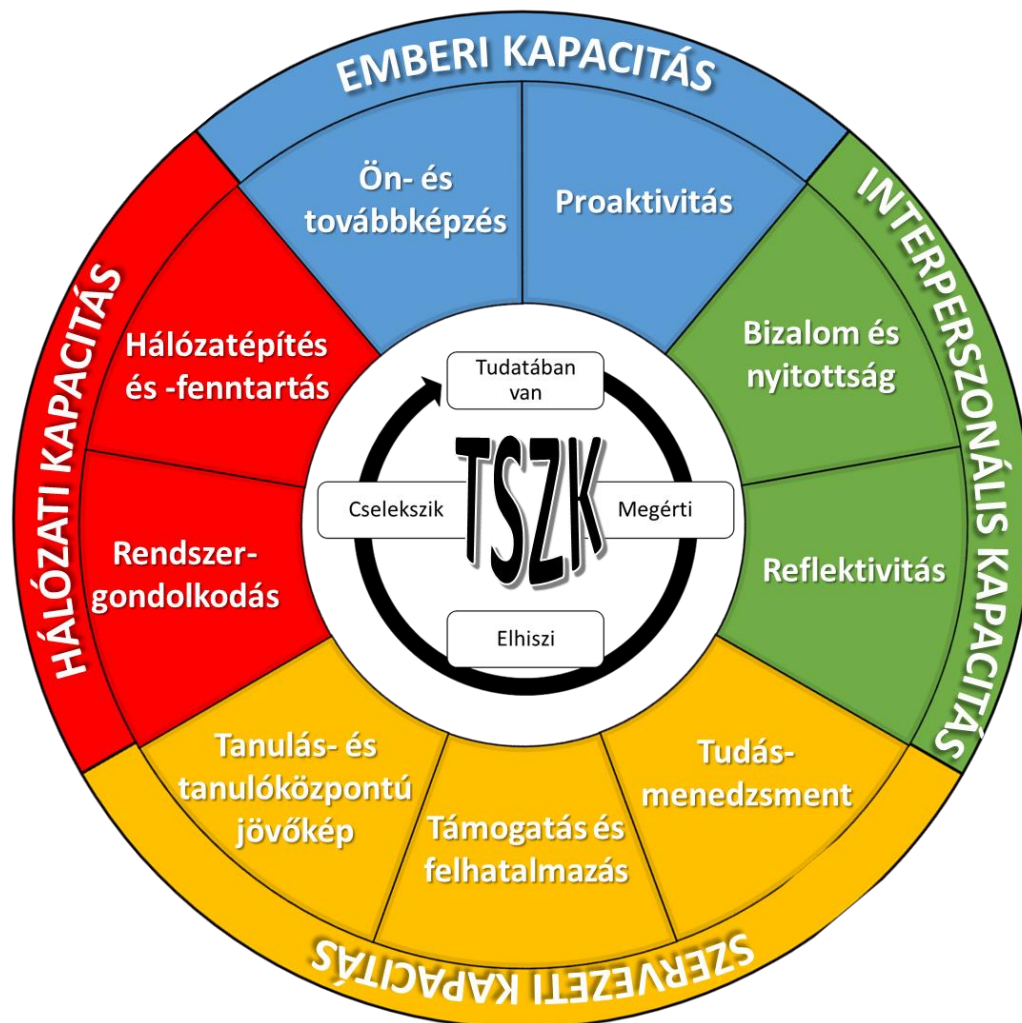 EMBERI KAPACITÁS
Ön- és
továbbképzés
Proaktivitás
INTERPERSZONÁLIS KAPACITÁS
Bizalom és
nyitottság
Reflektivitás
SZERVEZETI KAPACITÁS
Tudás-
menedzsment
Támogatás és
felhatalmazás
Tanulás- és
tanulóközpontú
jövőkép
HÁLÓZATI KAPACITÁS
Rendszer-
gondolkodás
Hálózatépítés
és -fenntartás
Tudatában
van
Megérti
Elhiszi
Cselekszik
TSZK